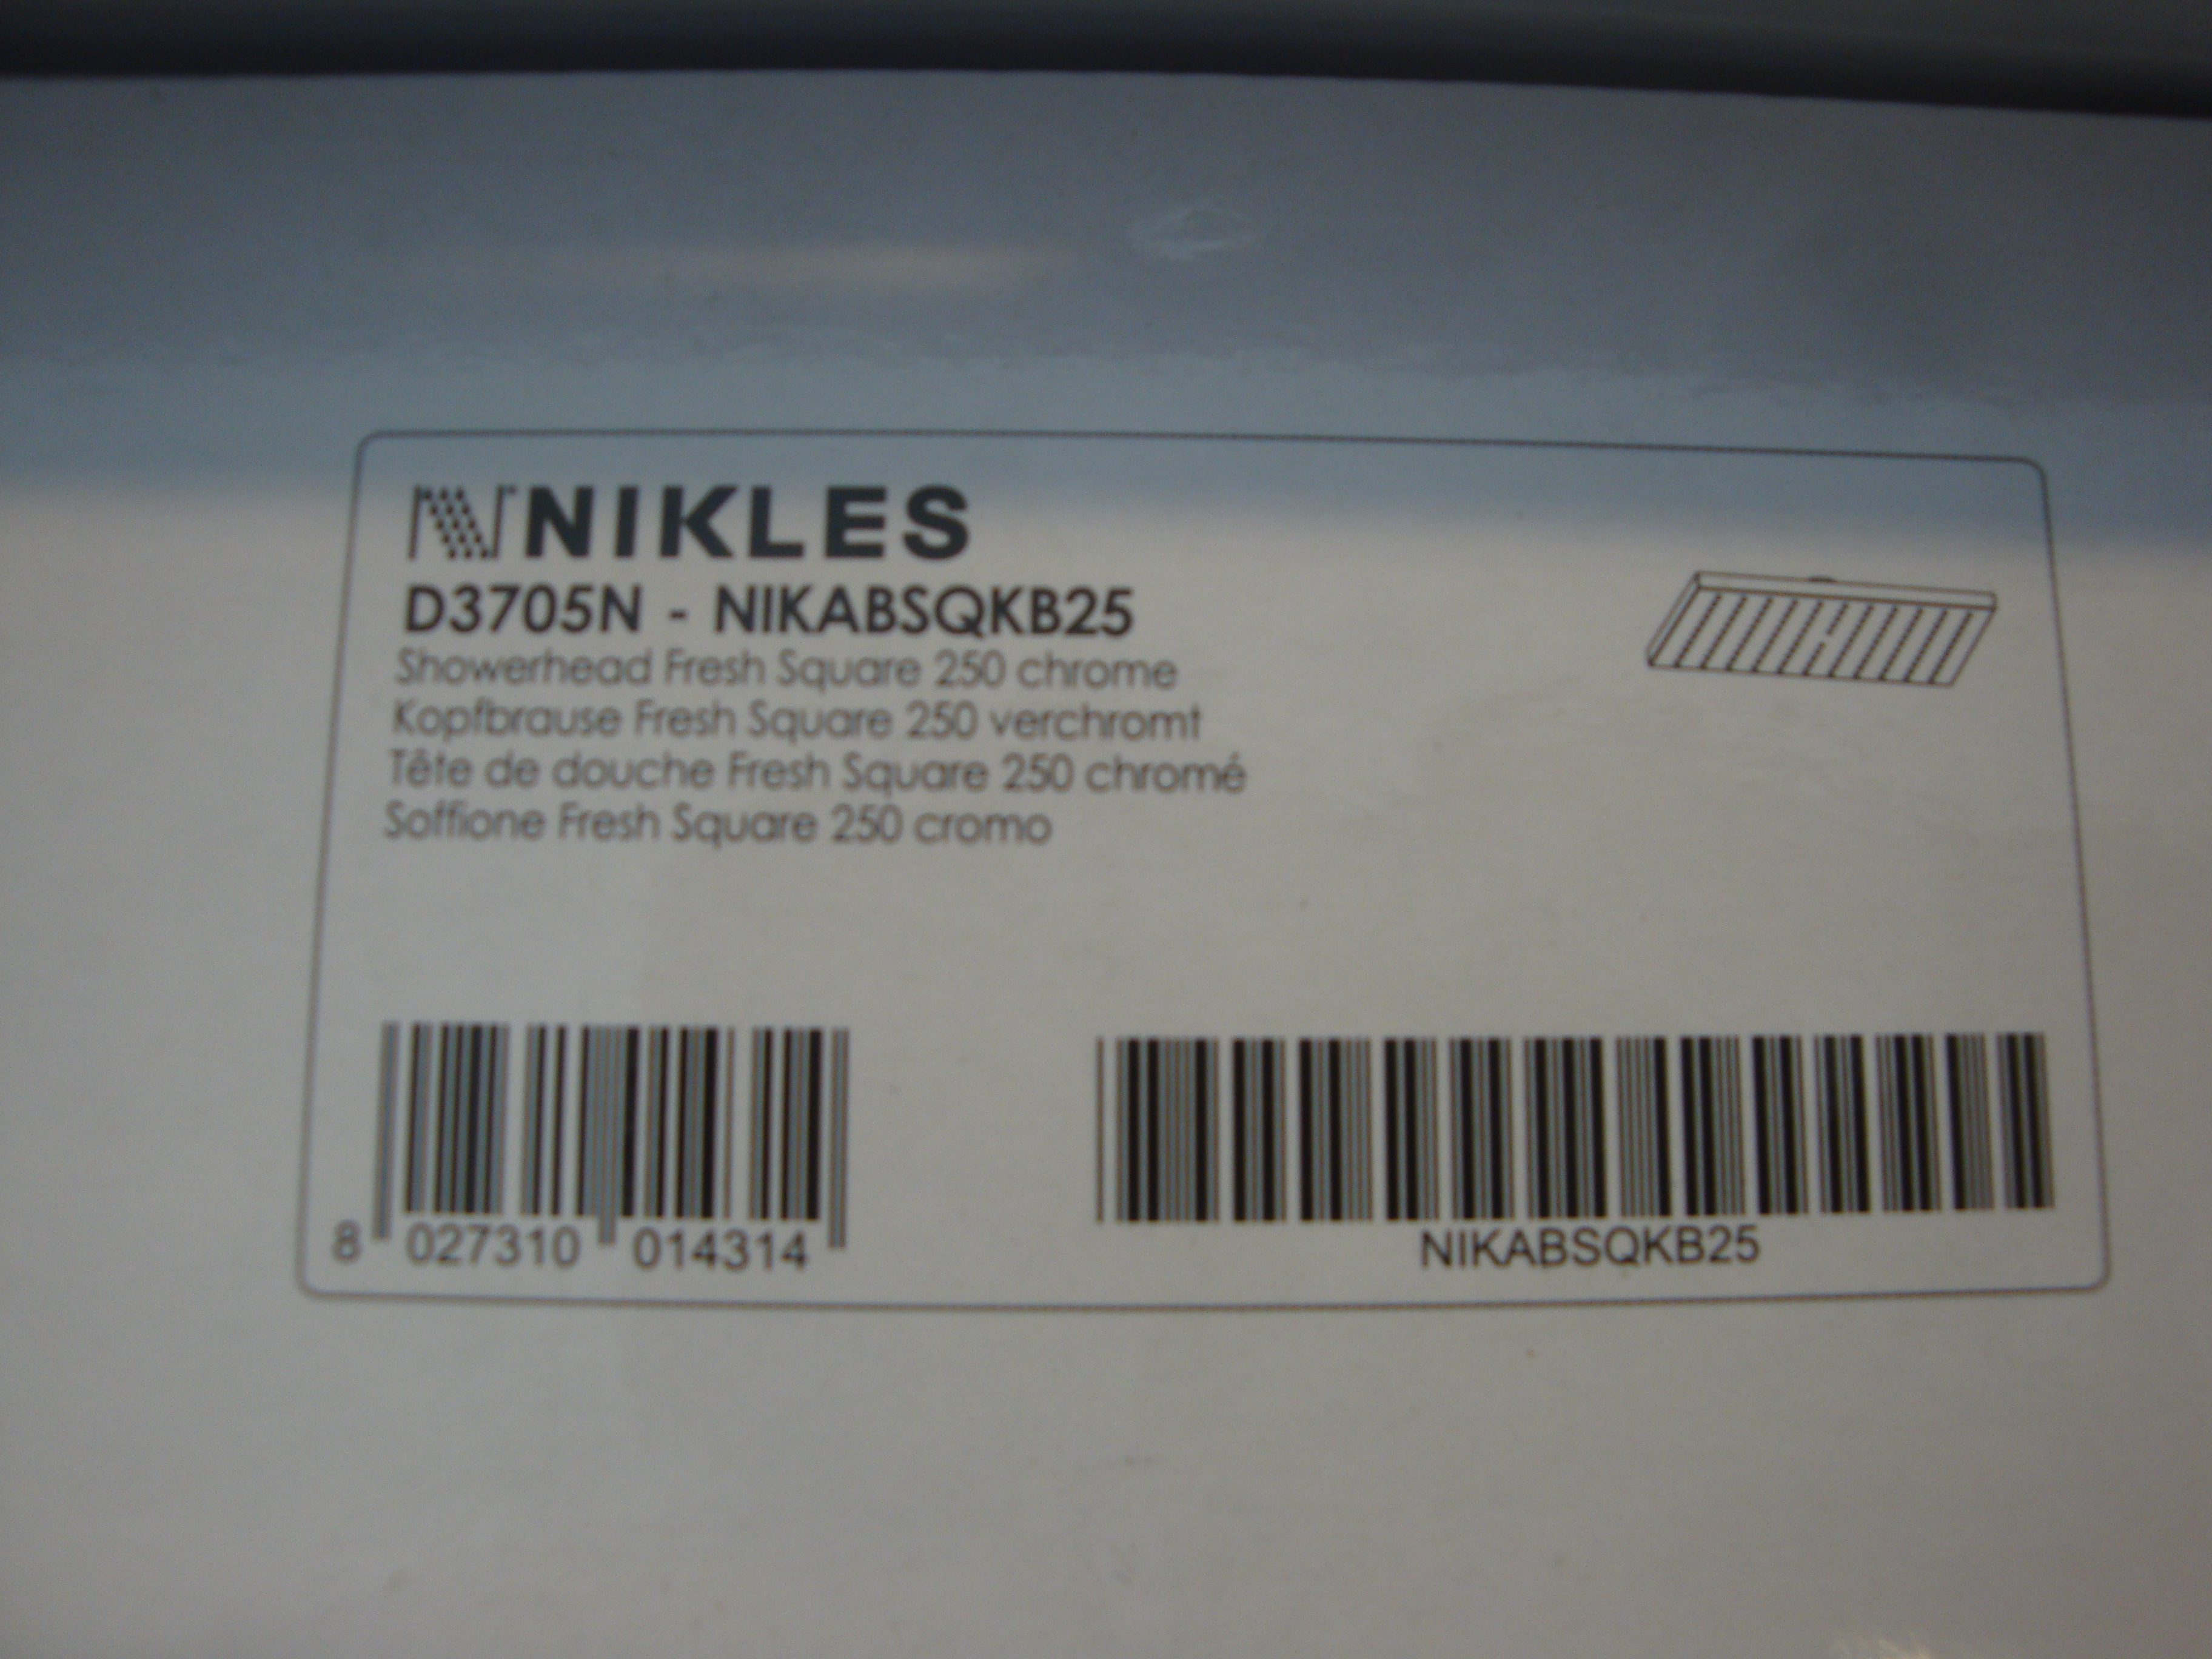 NIKLES
D3705N - NIKABSQKB25
Showerhead Fresh Square 250 chrome
Kopfbrause Fresh Square 250 verchromt
Tête de douche Fresh Square 250 chromé
Soffione Fresh Square 250 cromo
8 027310 014314
NIKABSQKB25